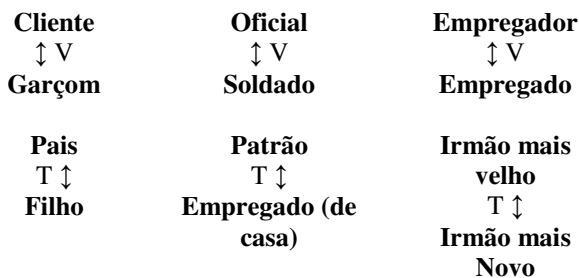 Cliente
↕ V
Garçom
Oficial
↕ V
Soldado
Empregador
↕ V
Empregado
Pais
T ↕
Filho
Patrão
T ↕
Empregado (de
casa)
Irmão mais
velho
T ↕
Irmão mais
Novo